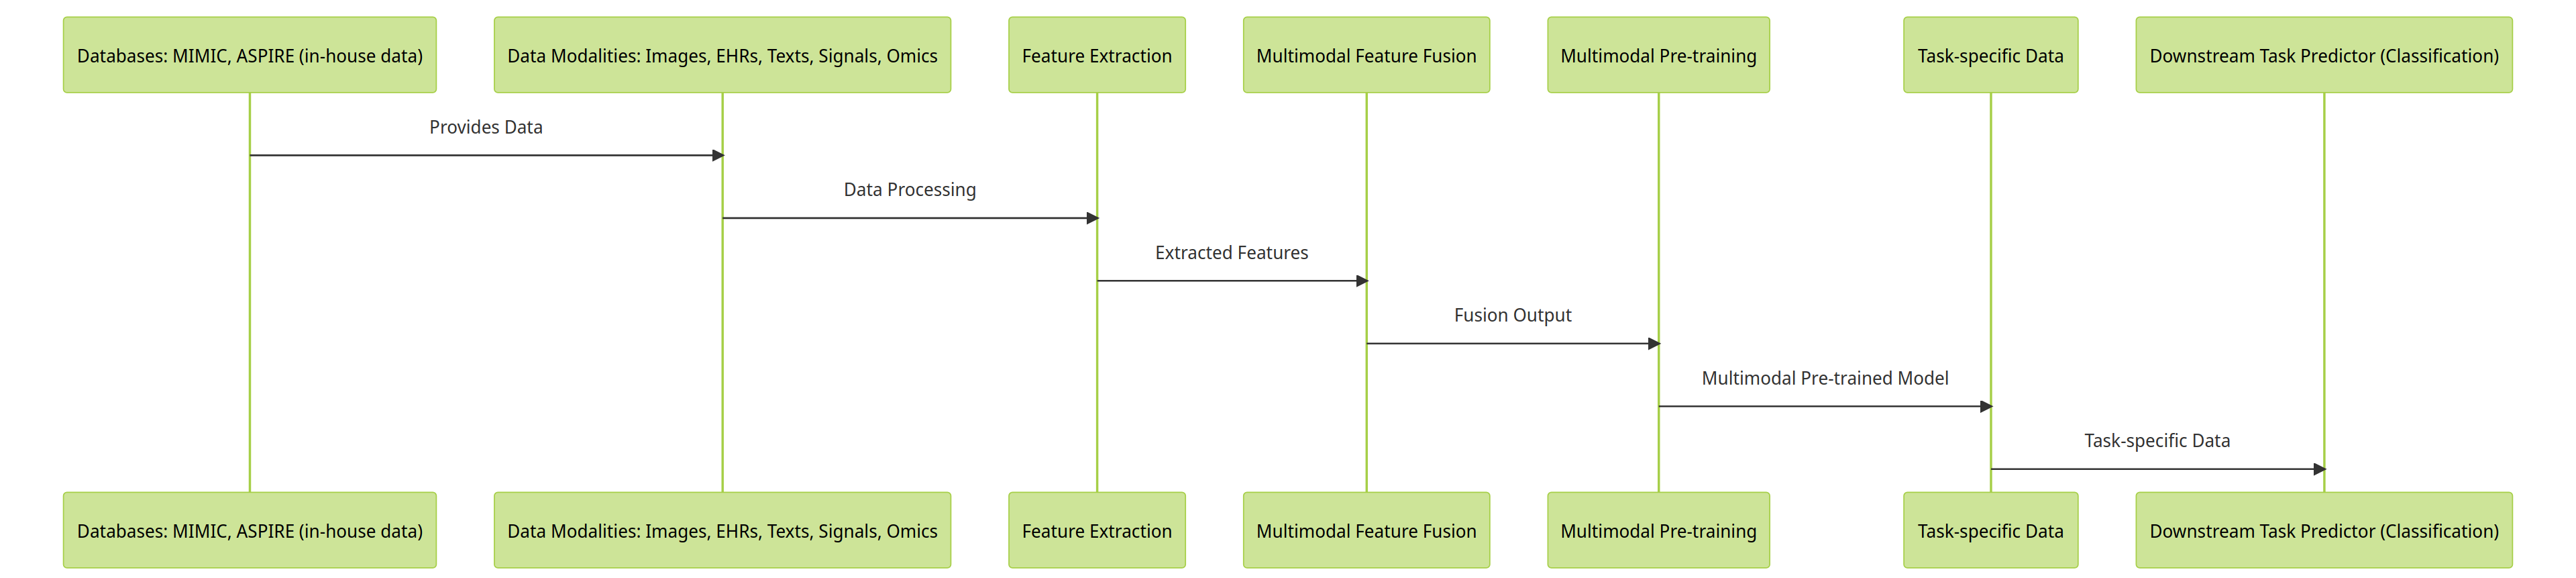 Databases: MIMIC, ASPIRE (in-house data)
Data Modalities: Images, EHRs, Texts, Signals, Omics
Feature Extraction
Multimodal Feature Fusion
Multimodal Pre-training
Task-specific Data
Downstream Task Predictor (Classification)
Provides Data
Data Processing
Extracted Features
Fusion Output
Multimodal Pre-trained Model
Task-specific Data
Databases: MIMIC, ASPIRE (in-house data)
Data Modalities: Images, EHRs, Texts, Signals, Omics
Feature Extraction
Multimodal Feature Fusion
Multimodal Pre-training
Task-specific Data
Downstream Task Predictor (Classification)